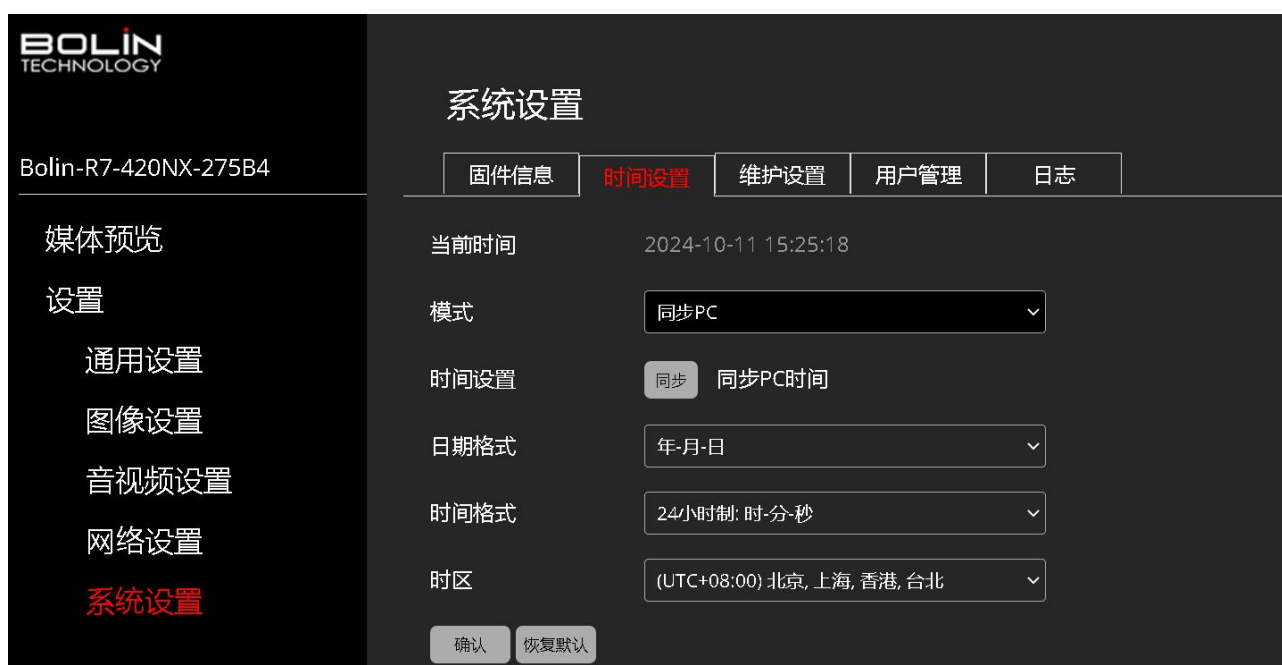 BOLIN
TECHNOLOGY
Bolin-R7-420NX-275B4
媒体预览
设置
通用设置
图像设置
音视频设置
网络设置
系统设置
系统设置
固件信息 时间设置 维护设置 用户管理 日志
当前时间 2024-10-11 15:25:18
模式 同步PC
时间设置 同步 同步PC时间
日期格式 年-月-日
时间格式 24小时制: 时-分-秒
时区 (UTC+08:00) 北京, 上海, 香港, 台北
确认 恢复默认